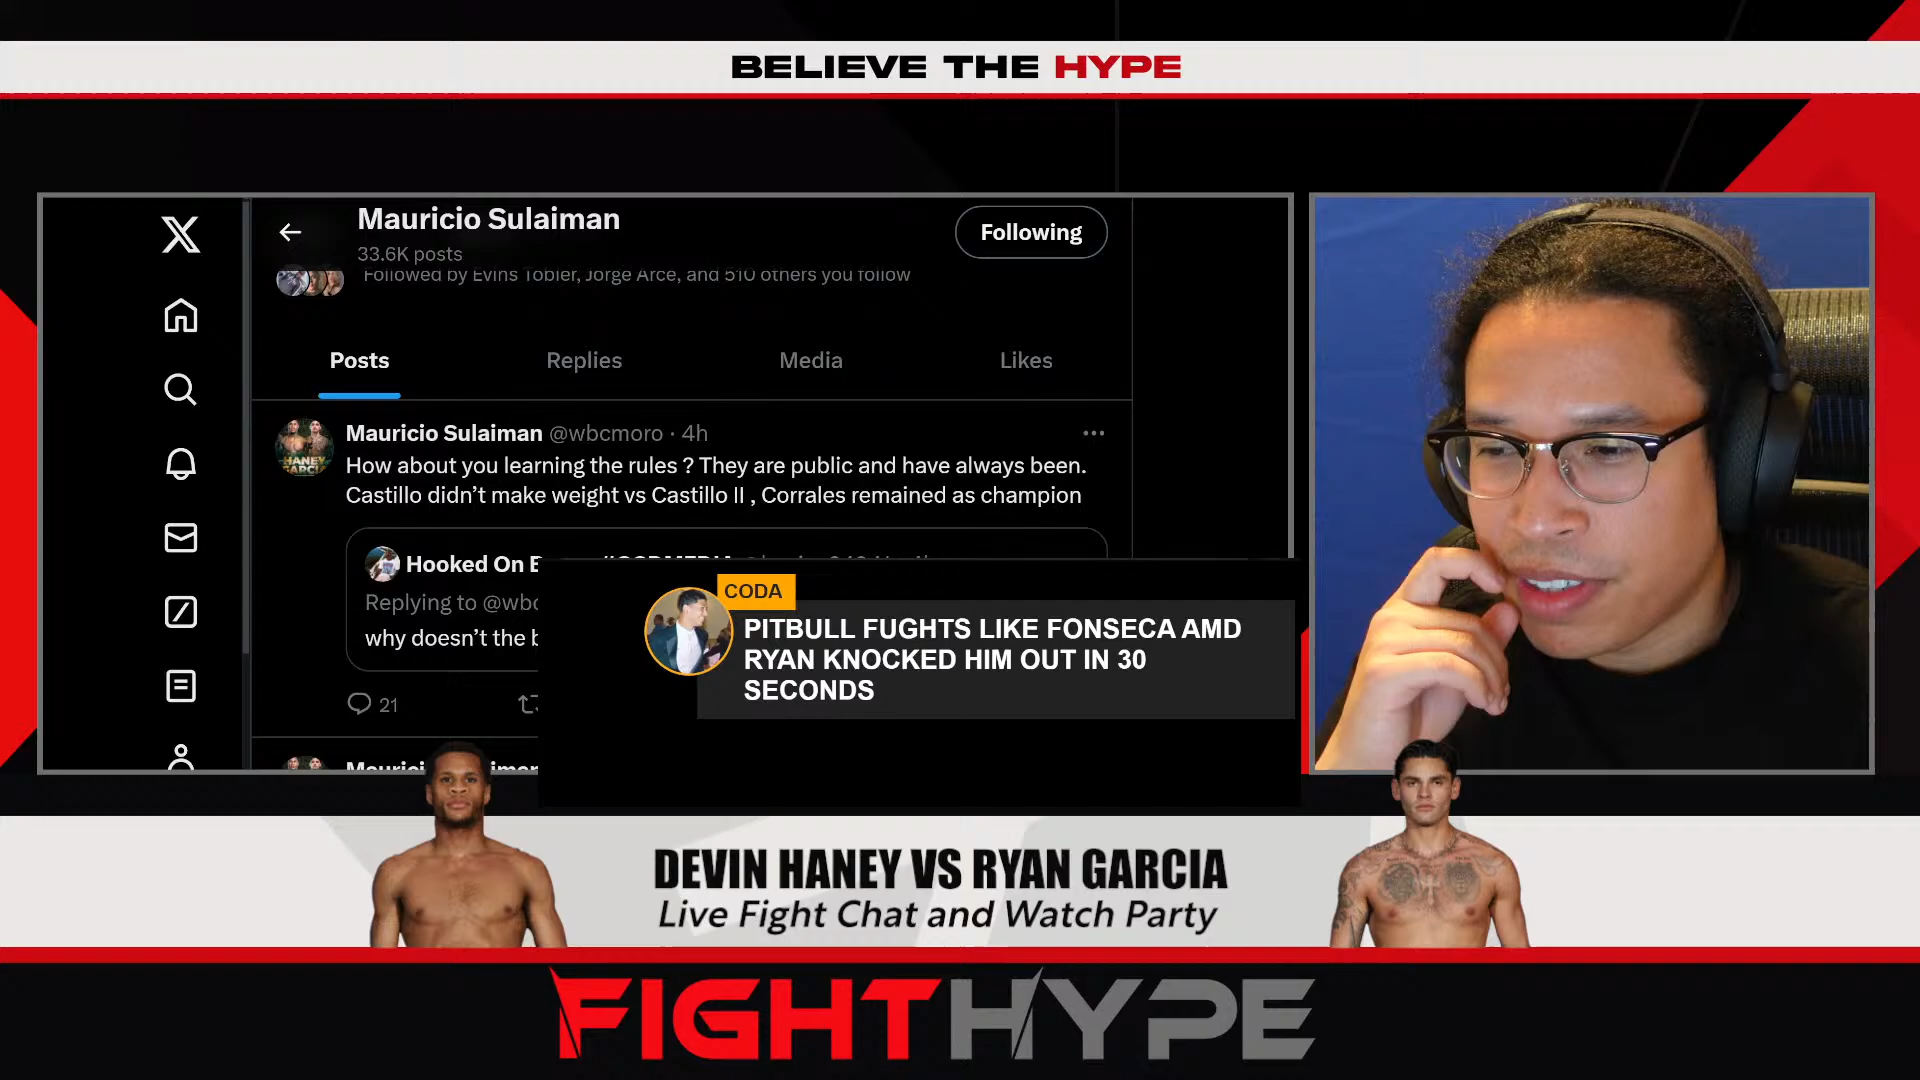 BELIEVE THE HYPE
Mauricio Sulaiman
33.6K posts
Following
Followed by Evins Tobler, Jorge Arce, and 510 others you follow
Posts
Replies
Media
Likes
Mauricio Sulaiman @wbcmoro · 4h
How about you learning the rules ? They are public and have always been.
Castillo didn’t make weight vs Castillo II , Corrales remained as champion
Hooked On
Replying to @wbc
why doesn’t the
21
CODA
PITBULL FUGHTS LIKE FONSECA AMD
RYAN KNOCKED HIM OUT IN 30
SECONDS
DEVIN HANEY VS RYAN GARCIA
Live Fight Chat and Watch Party
FIGHTHYPE